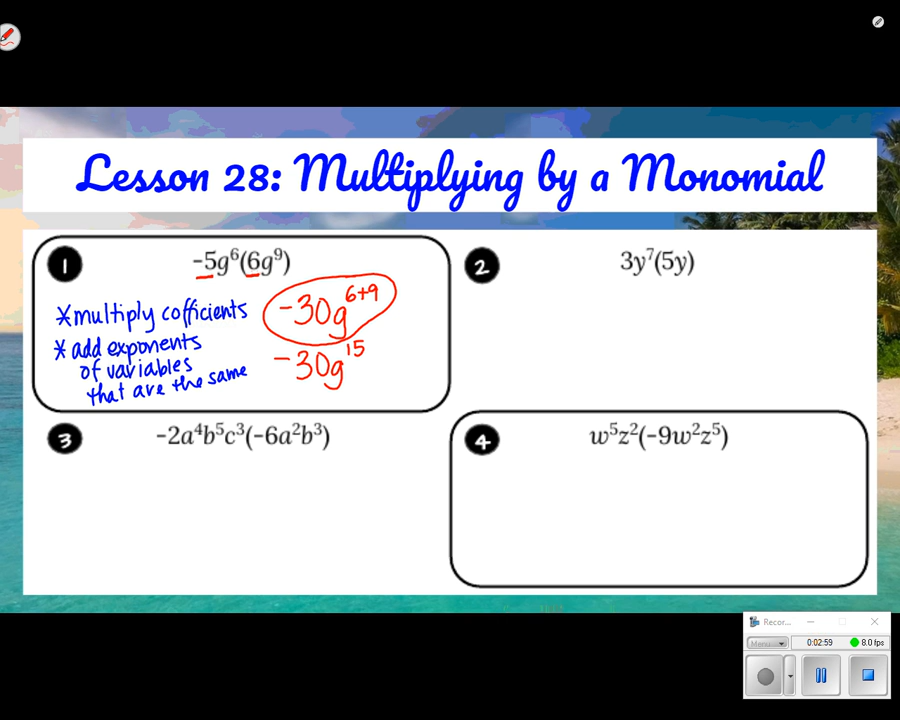 Lesson 28: Multiplying by a Monomial
1
-5g⁶(6g⁹)
*multiply cofficients
* add exponents
of variables
that are the same
-30g⁶⁺⁹
-30g¹⁵
2
3y⁷(5y)
3
-2a⁴b⁵c³(-6a²b³)
4
w⁵z²(-9w²z⁵)
Recor...
Menu...
0:02:59
8.0 fps